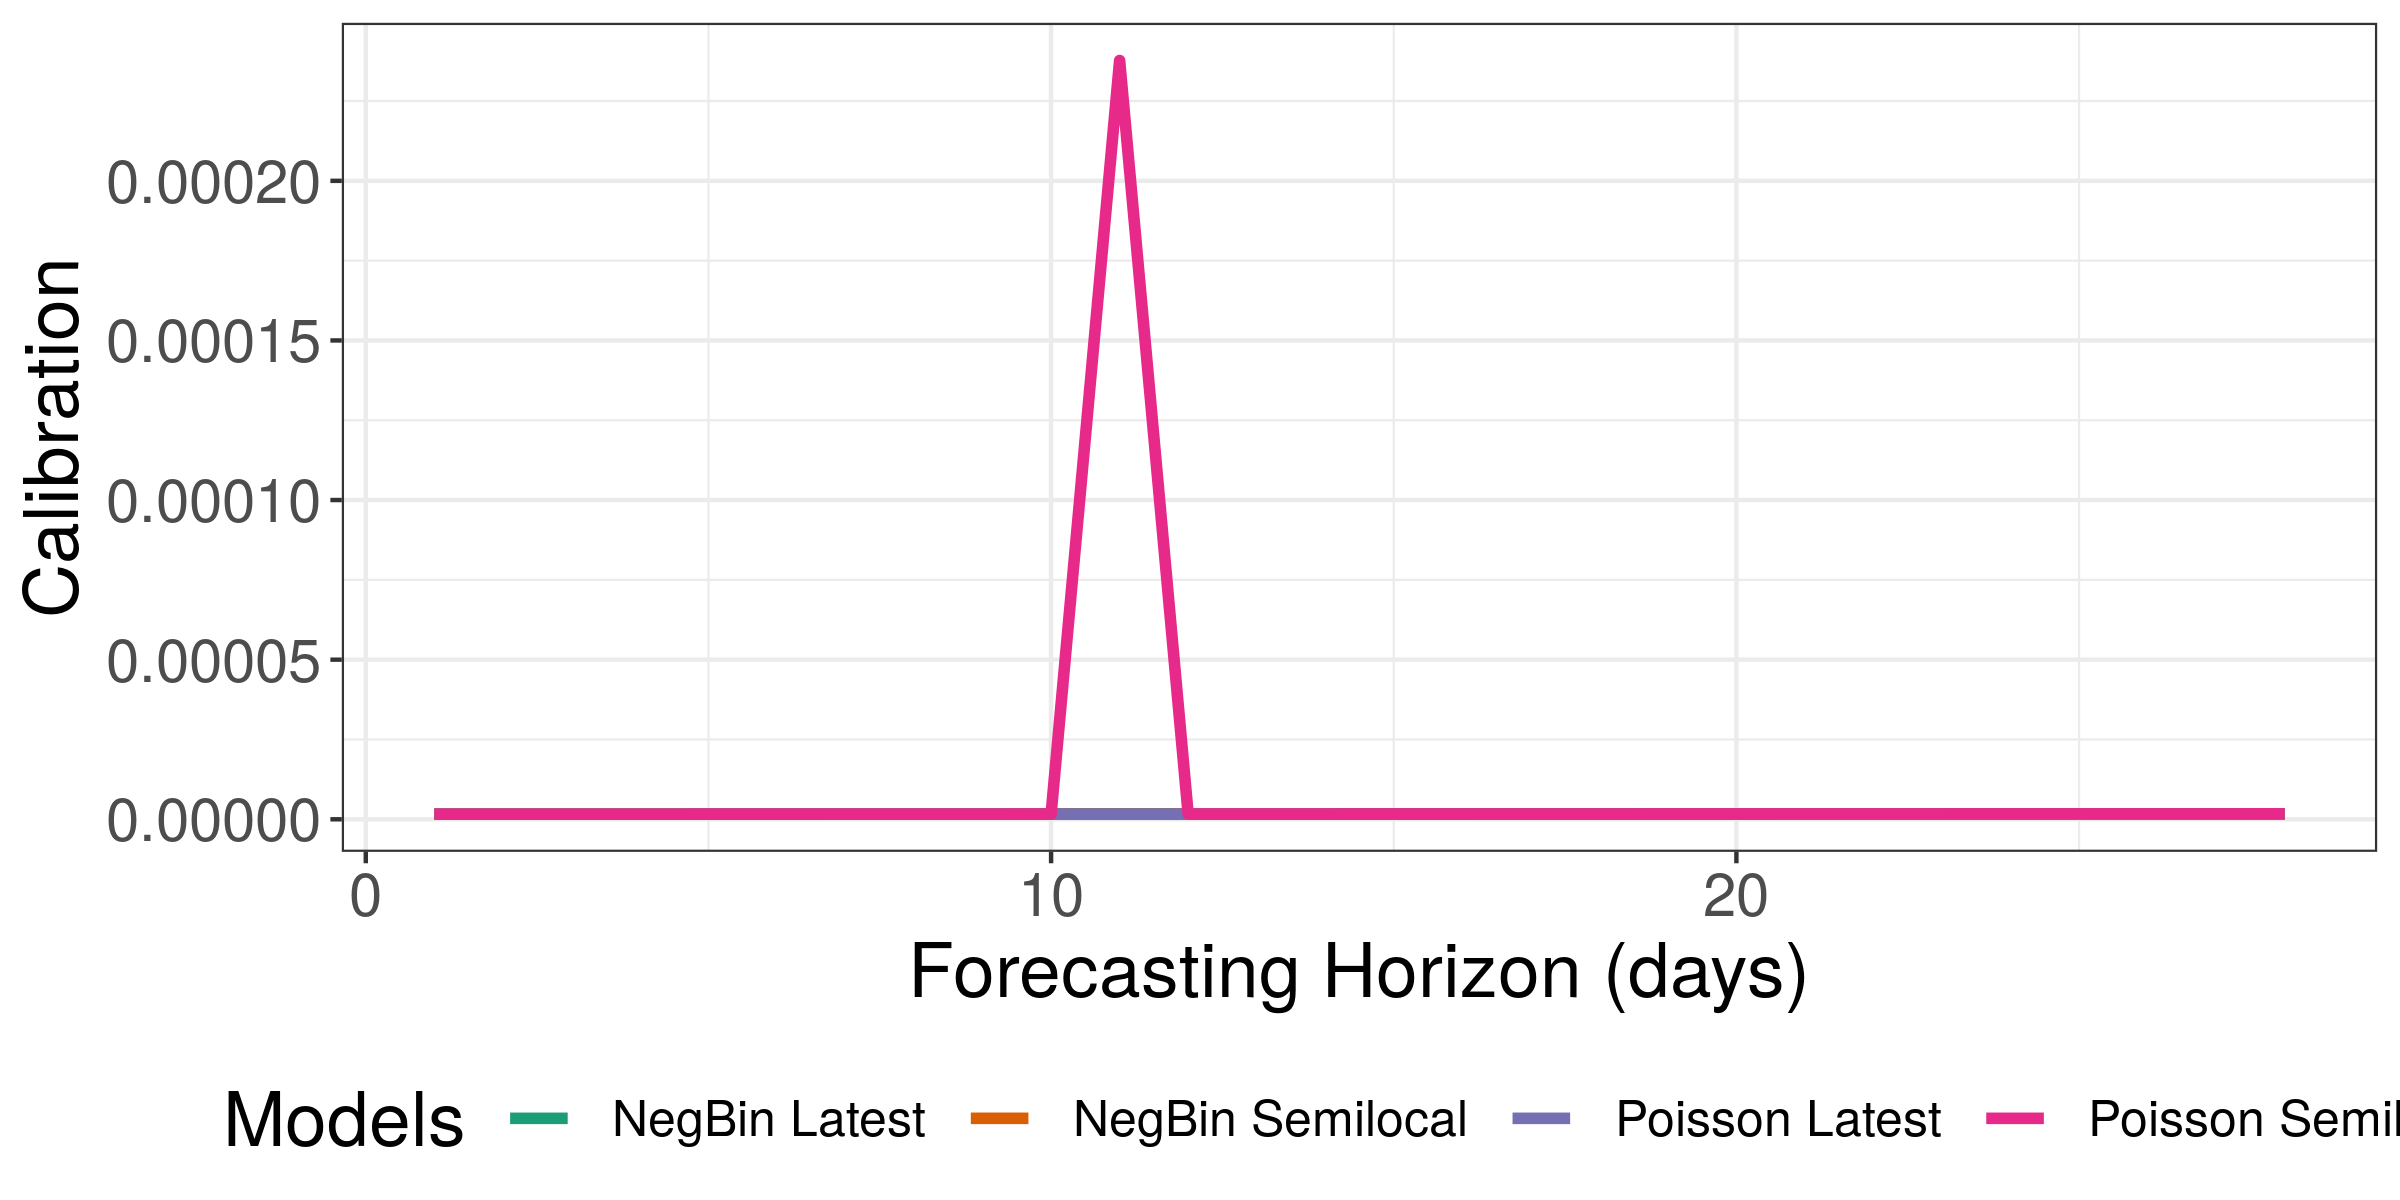 Calibration
0.00020
0.00015
0.00010
0.00005
0.00000
0 10 20
Forecasting Horizon (days)
Models NegBin Latest NegBin Semilocal Poisson Latest Poisson